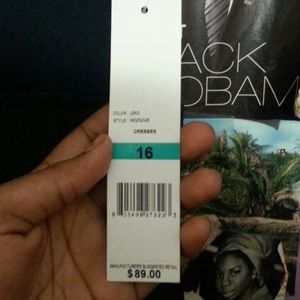 ACK
OBAM
COLOR: LEAD
DRESSES
16
MANUFACTURER'S SUGGESTED RETAIL
$89.00